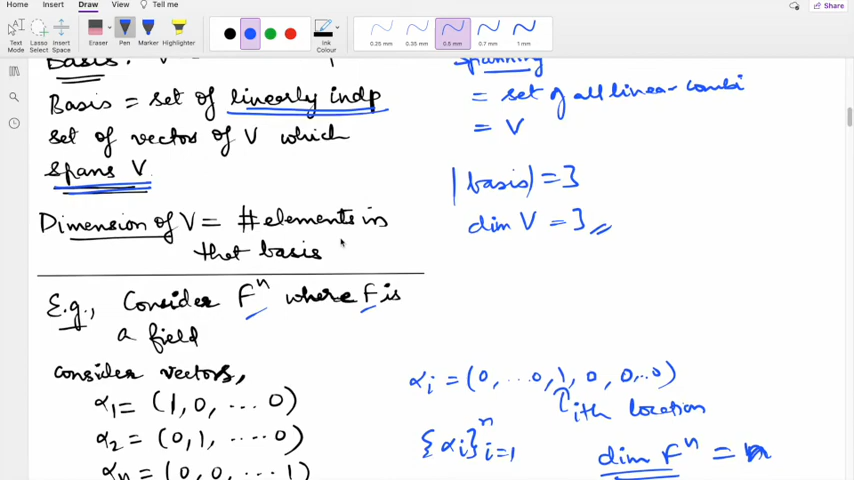 Home Insert Draw View Tell me
Share
Text Mode
Lasso Select
Insert Space
Eraser
Pen
Marker
Highlighter
Ink Colour
0.25 mm
0.35 mm
0.5 mm
0.7 mm
1 mm
Basis:
Basis = set of linearly indp
set of vector of V which
spans V
Dimension of V = # elements in
that basis
E.g., Consider F^n where F is
a field
consider vectors,
α1 = (1, 0, .... 0)
α2 = (0, 1, .... 0)
αn = (0, 0, .... 1)
spanning
= set of all linear combi
= V
|basis| = 3
dim V = 3
αi = (0, ...0, 1, 0, 0, ..0)
ith location
{αi}^n i=1
dim F^n = n